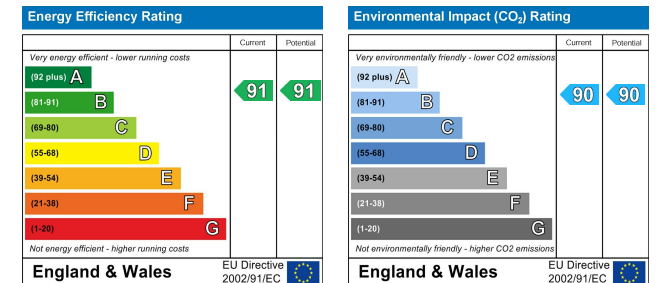 Energy Efficiency Rating
Current Potential
Very energy efficient - lower running costs
(92 plus) A
(81-91) B
(69-80) C
(55-68) D
(39-54) E
(21-38) F
(1-20) G
91 91
Not energy efficient - higher running costs
England & Wales
EU Directive
2002/91/EC
Environmental Impact (CO₂) Rating
Current Potential
Very environmentally friendly - lower CO2 emissions
(92 plus) A
(81-91) B
(69-80) C
(55-68) D
(39-54) E
(21-38) F
(1-20) G
90 90
Not environmentally friendly - higher CO2 emissions
England & Wales
EU Directive
2002/91/EC